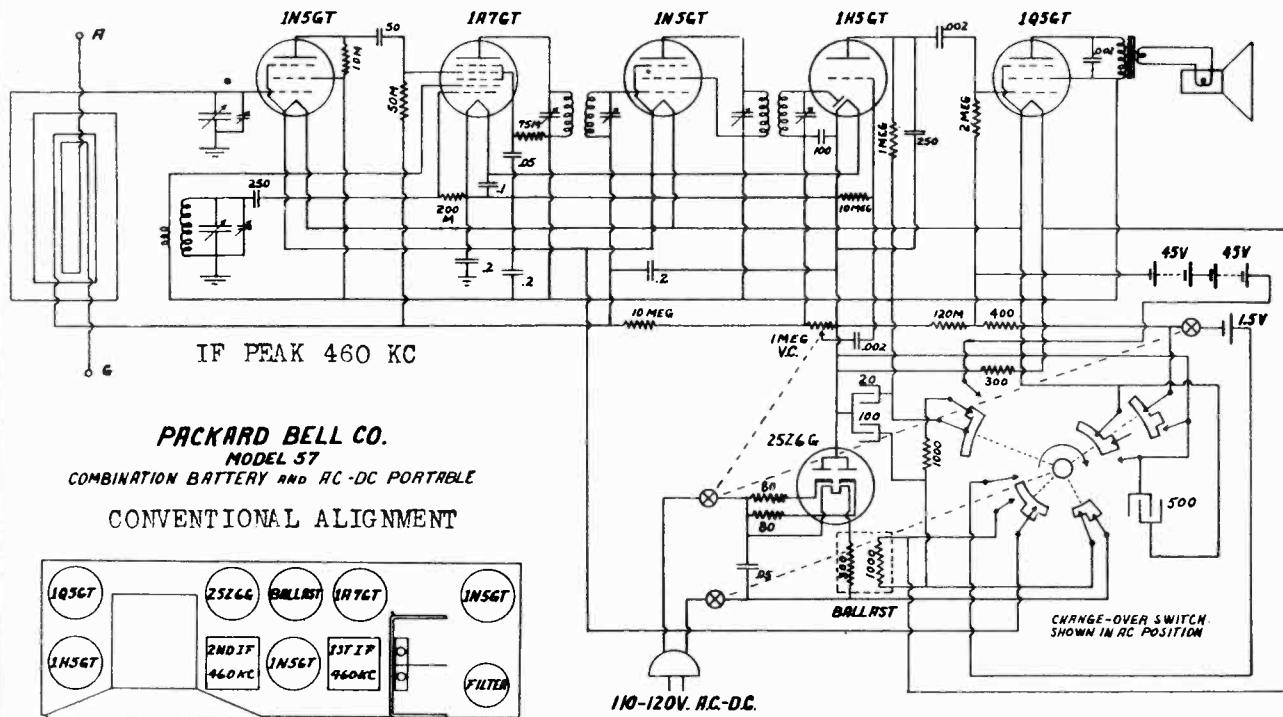 1N5GT
1A7GT
1N5GT
1H5GT
1Q5GT
A
50
10M
50M
.002
.002
75M
.05
100
1MEG
250
2 MEG
250
.1
200
M
10MEG
.2
.2
.2
45V
45V
10 MEG
1MEG
V.C.
.002
120M
400
1.5V
G
IF PEAK 460 KC
300
20
100
PACKARD BELL CO.
MODEL 57
COMBINATION BATTERY AND AC-DC PORTABLE
CONVENTIONAL ALIGNMENT
25Z6G
1000
80
80
500
.05
1000
BALLAST
CHANGE-OVER SWITCH
SHOWN IN AC POSITION
1Q5GT
25Z6G
BALLAST
1A7GT
1N5GT
1H5GT
2ND IF
460KC
1N5GT
1ST IF
460KC
FILTER
110-120V. A.C.-D.C.